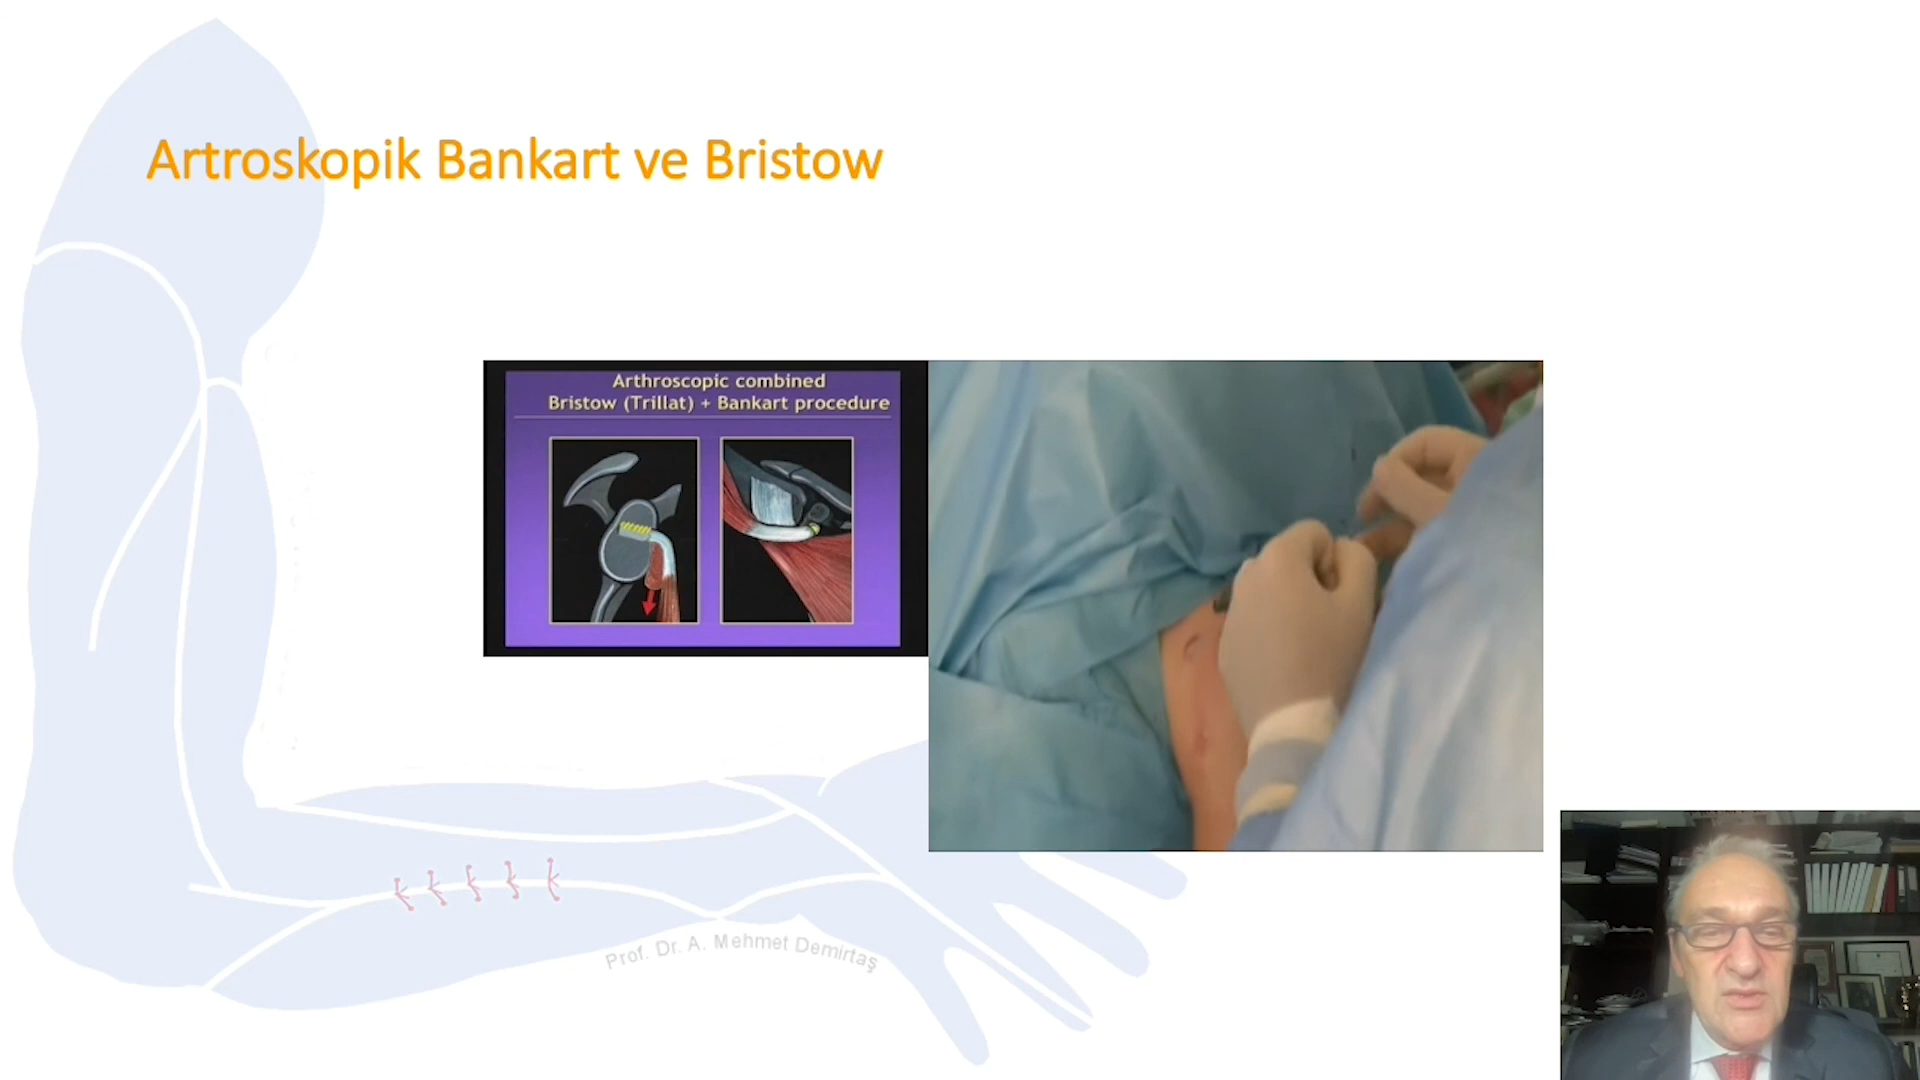 Artroskopik Bankart ve Bristow
Arthroscopic combined
Bristow (Trillat) + Bankart procedure
Prof. Dr. A. Mehmet Demirtaş